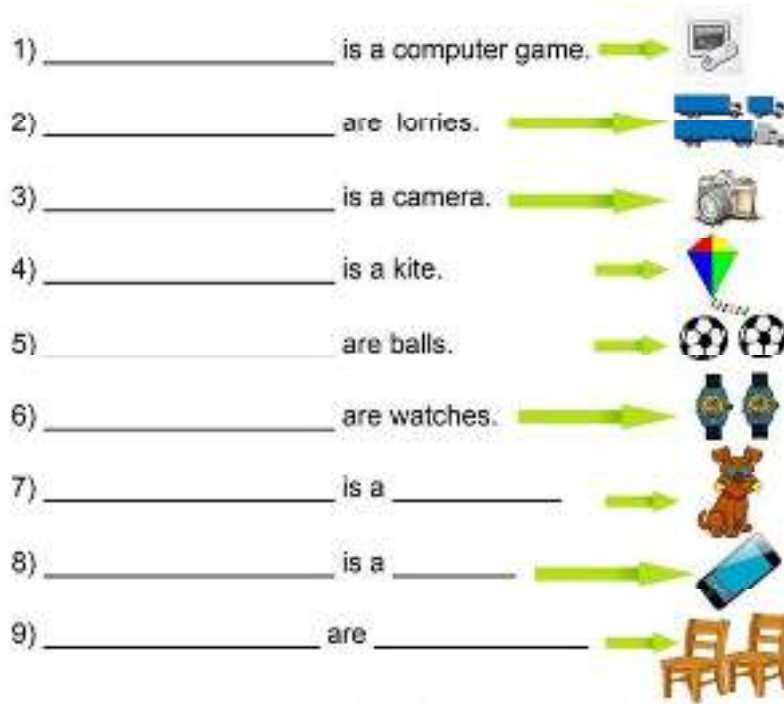 1) ____________________ is a computer game.
2) ____________________ are lorries.
3) ____________________ is a camera.
4) ____________________ is a kite.
5) ____________________ are balls.
6) ____________________ are watches.
7) ____________________ is a ____________
8) ____________________ is a _________
9) ____________________ are _______________